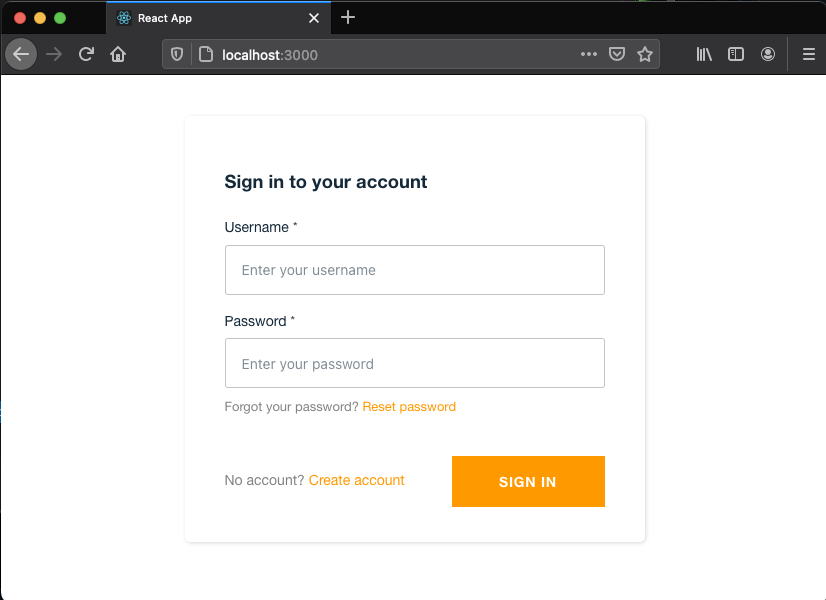 React App
localhost:3000
Sign in to your account
Username *
Enter your username
Password *
Enter your password
Forgot your password? Reset password
No account? Create account
SIGN IN